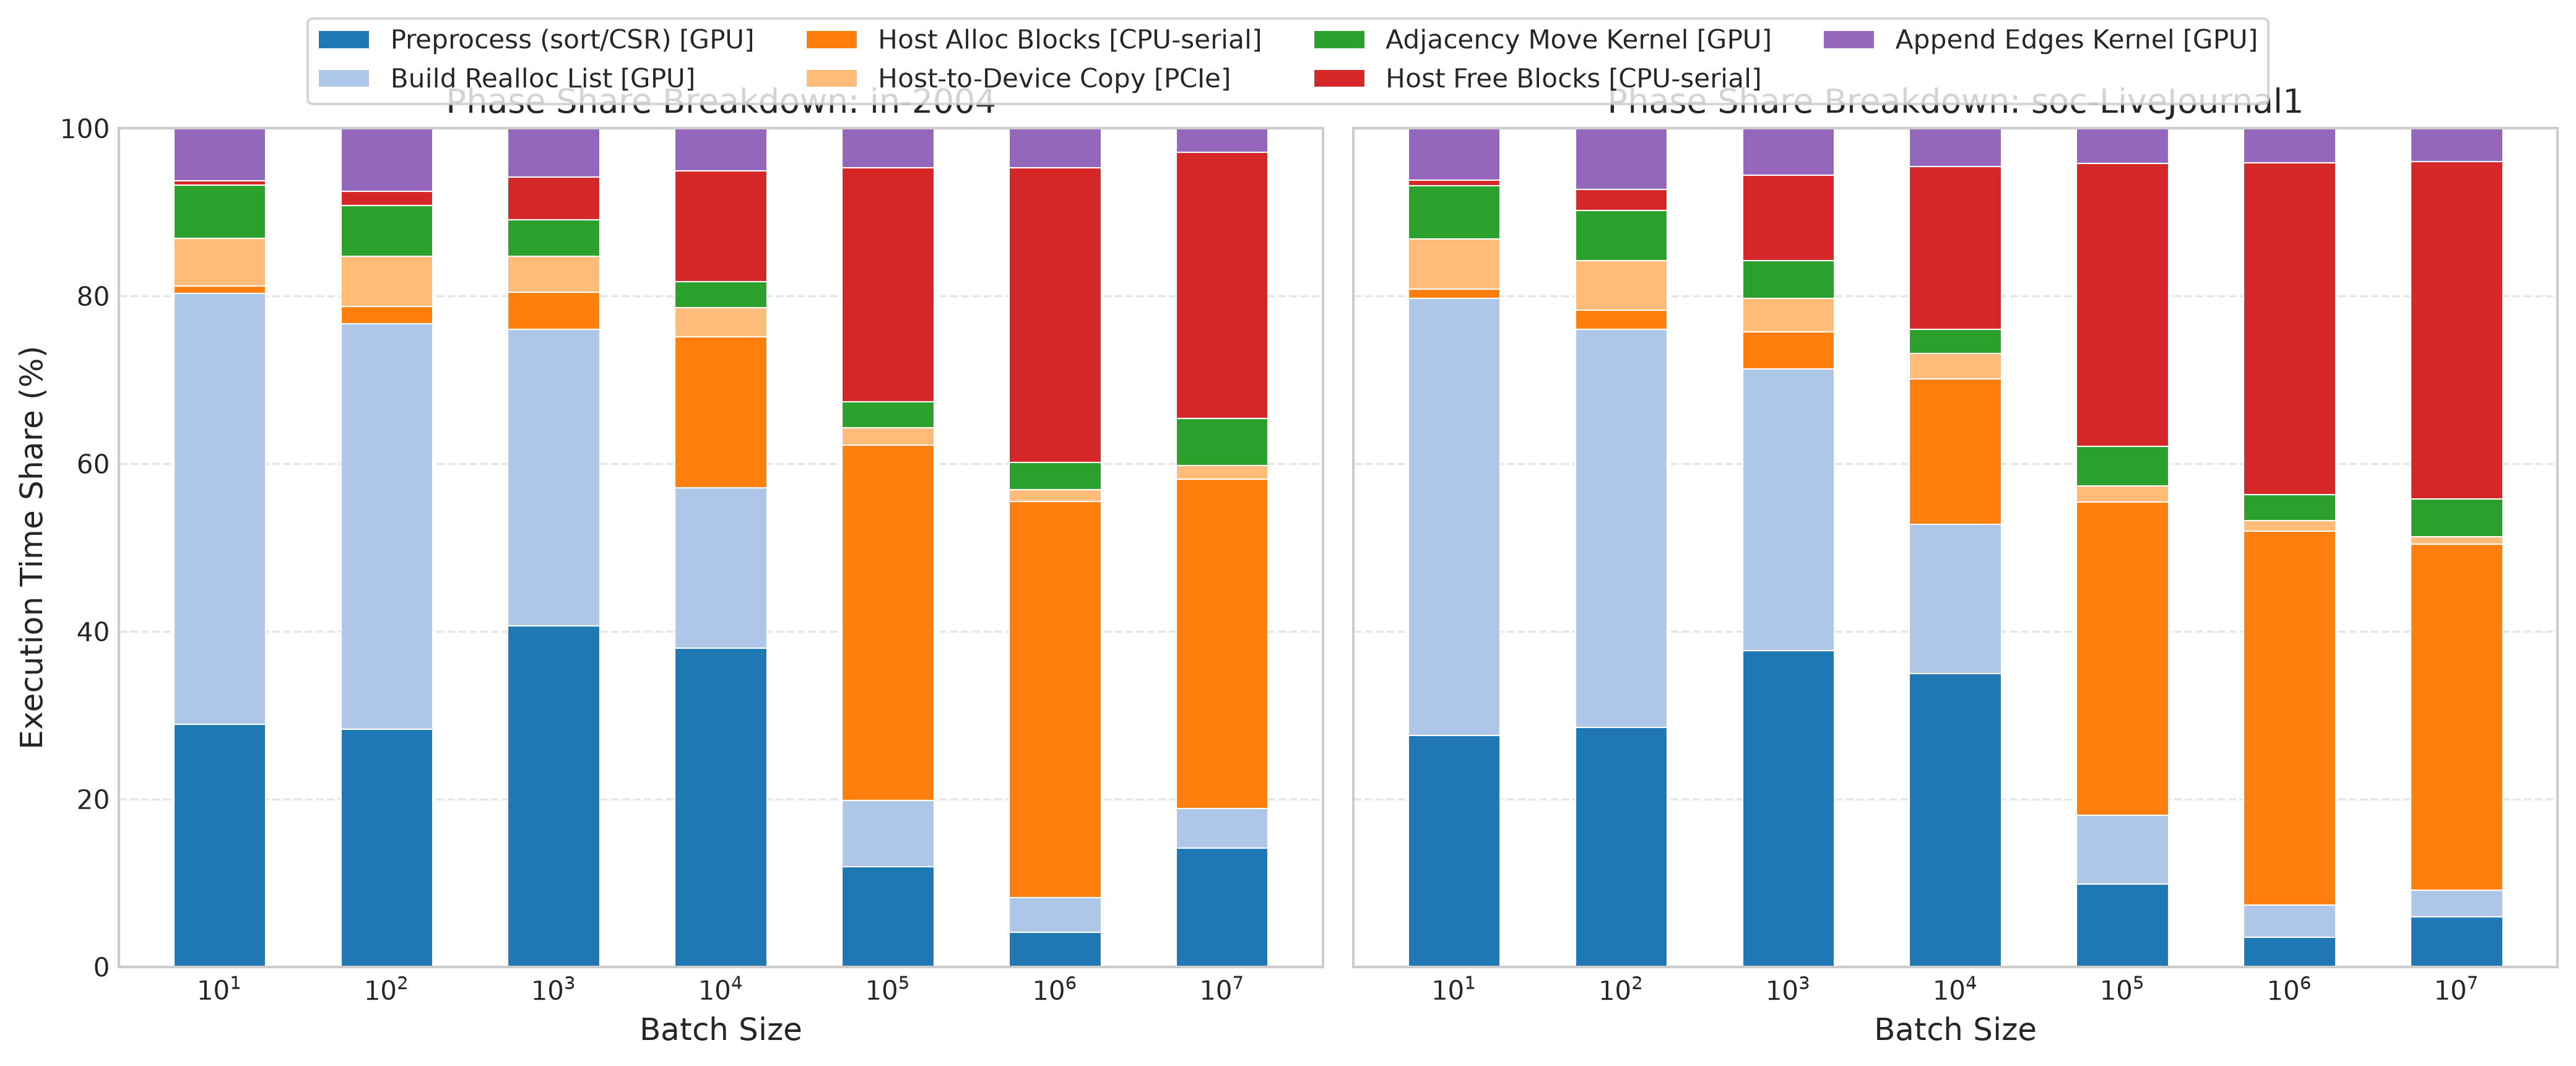 Preprocess (sort/CSR) [GPU] Host Alloc Blocks [CPU-serial] Adjacency Move Kernel [GPU] Append Edges Kernel [GPU]
Build Realloc List [GPU] Host-to-Device Copy [PCIe] Host Free Blocks [CPU-serial]
Phase Share Breakdown: in-2004 Phase Share Breakdown: soc-LiveJournal1
Execution Time Share (%)
100
80
60
40
20
0
10¹ 10² 10³ 10⁴ 10⁵ 10⁶ 10⁷ 10¹ 10² 10³ 10⁴ 10⁵ 10⁶ 10⁷
Batch Size Batch Size